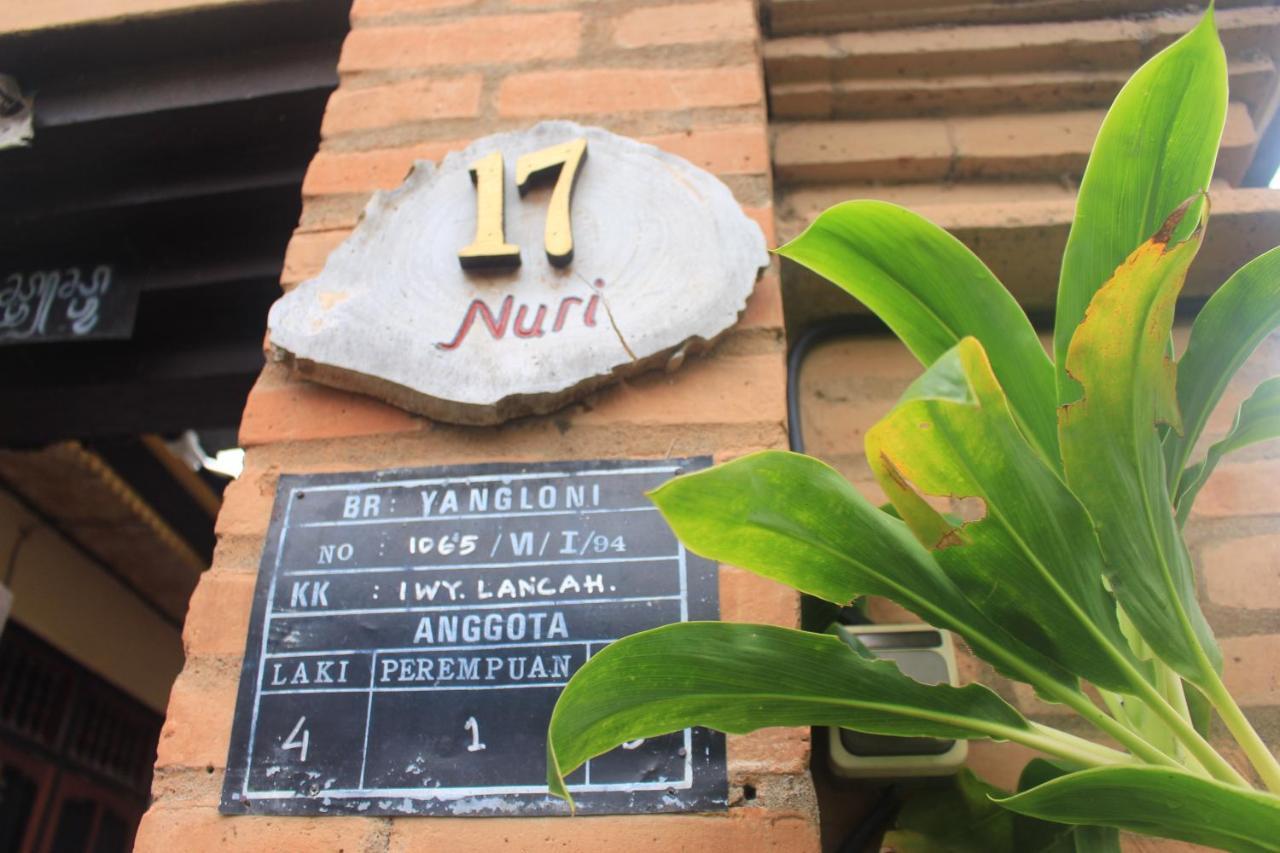 17
Nuri
BR: YANGLONI
NO : 1065/VI/I/94
KK : I WY. LANCAH.
ANGGOTA
LAKI PEREMPUAN
4 1